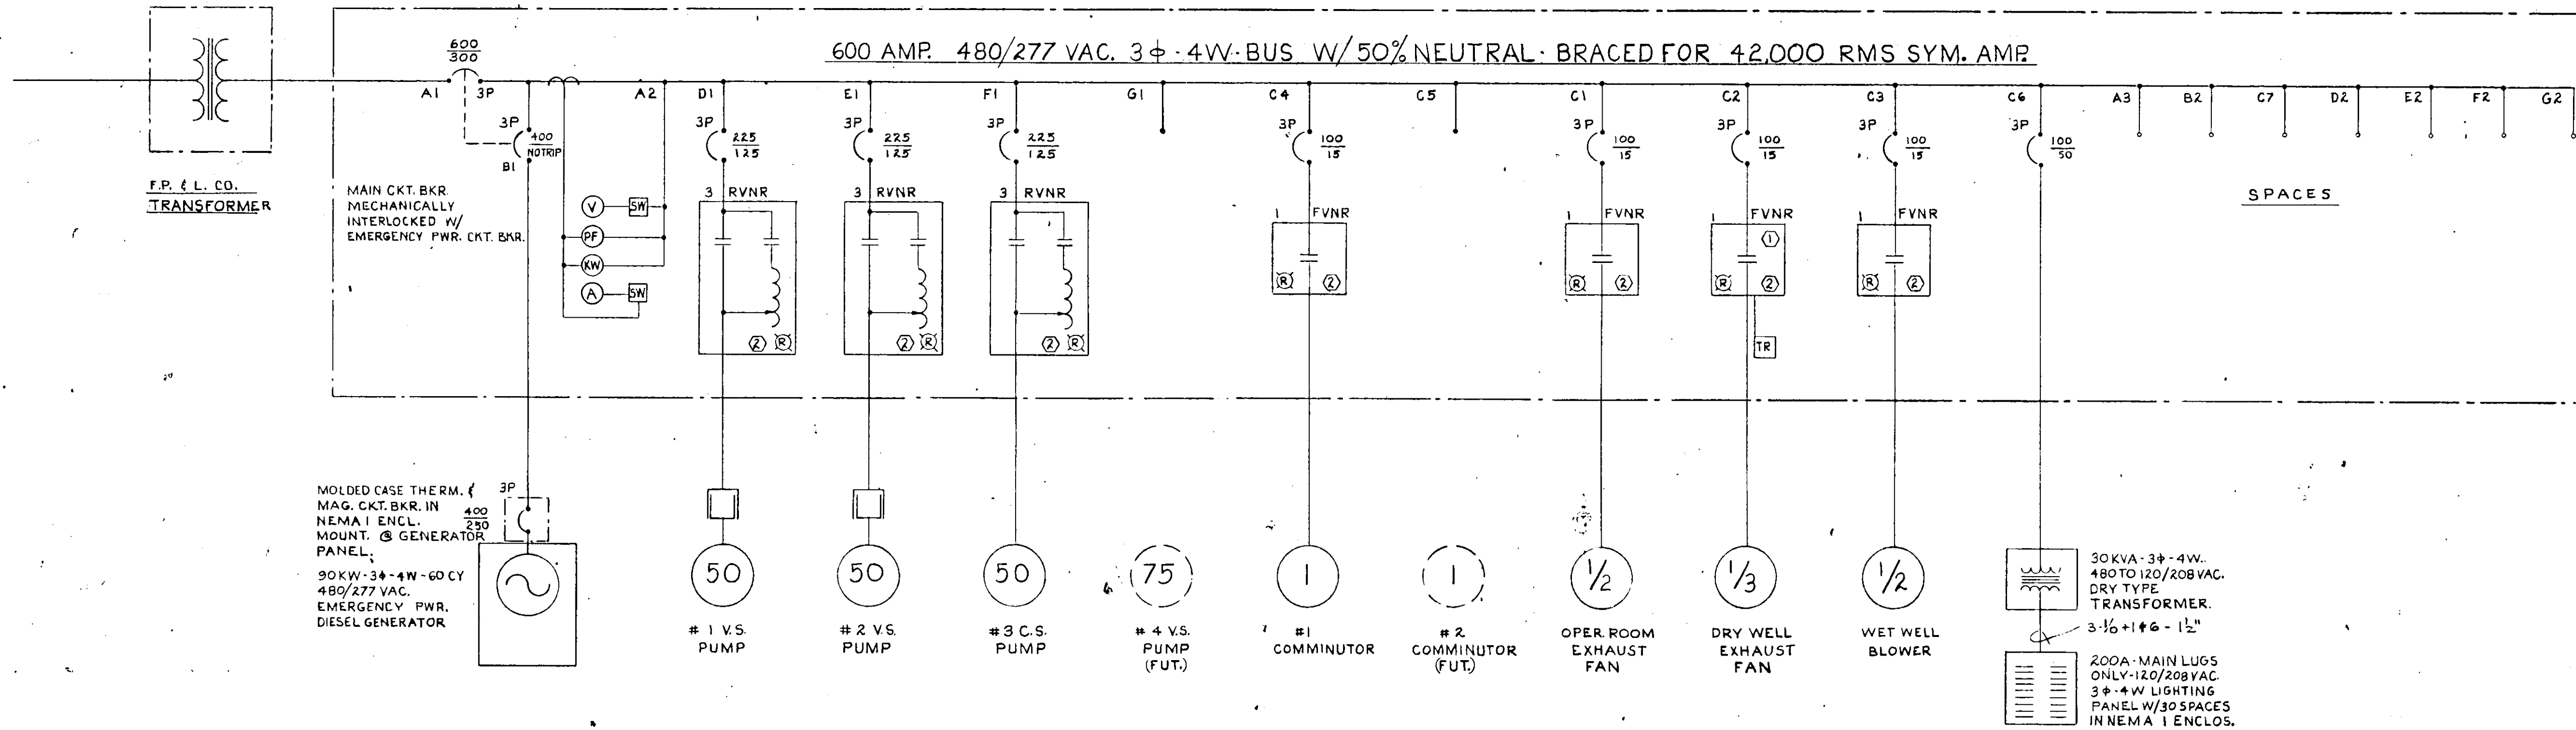 600 AMP. 480/277 VAC. 3ϕ-4W-BUS W/50% NEUTRAL- BRACED FOR 42,000 RMS SYM. AMP.
600
300
A1
3P
A2
D1
E1
F1
G1
C4
C5
C1
C2
C3
C6
A3
B2
C7
D2
E2
F2
G2
3P
400
NOTRIP
B1
3P
225
125
3P
225
125
3P
225
125
3P
100
15
3P
100
15
3P
100
15
3P
100
15
3P
100
50
F.P. & L. CO.
TRANSFORMER
MAIN CKT. BKR.
MECHANICALLY
INTERLOCKED W/
EMERGENCY PWR. CKT. BKR.
V
SW
PF
KW
A
SW
3 RVNR
2 R
3 RVNR
2 R
3 RVNR
2 R
1 FVNR
R 2
1 FVNR
R 2
1 FVNR
1
R 2
TR
1 FVNR
R 2
SPACES
MOLDED CASE THERM. &
MAG. CKT. BKR. IN
NEMA 1 ENCL.
MOUNT. @ GENERATOR
PANEL.
3P
400
250
90KW-3ϕ-4W-60CY
480/277 VAC.
EMERGENCY PWR.
DIESEL GENERATOR
50
# 1 V.S.
PUMP
50
# 2 V.S.
PUMP
50
#3 C.S.
PUMP
75
# 4 V.S.
PUMP
(FUT.)
1
#1
COMMINUTOR
1
#2
COMMINUTOR
(FUT.)
1/2
OPER. ROOM
EXHAUST
FAN
1/3
DRY WELL
EXHAUST
FAN
1/2
WET WELL
BLOWER
30KVA-3ϕ-4W.
480 TO 120/208 VAC.
DRY TYPE
TRANSFORMER.
3-1/0+1#6-1½"
200A-MAIN LUGS
ONLY-120/208 VAC.
3ϕ-4W LIGHTING
PANEL W/30 SPACES
IN NEMA 1 ENCLOS.